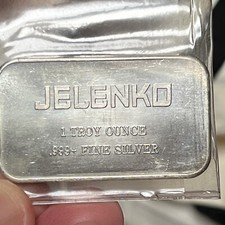 JELENKO
1 TROY OUNCE
.999+ FINE SILVER